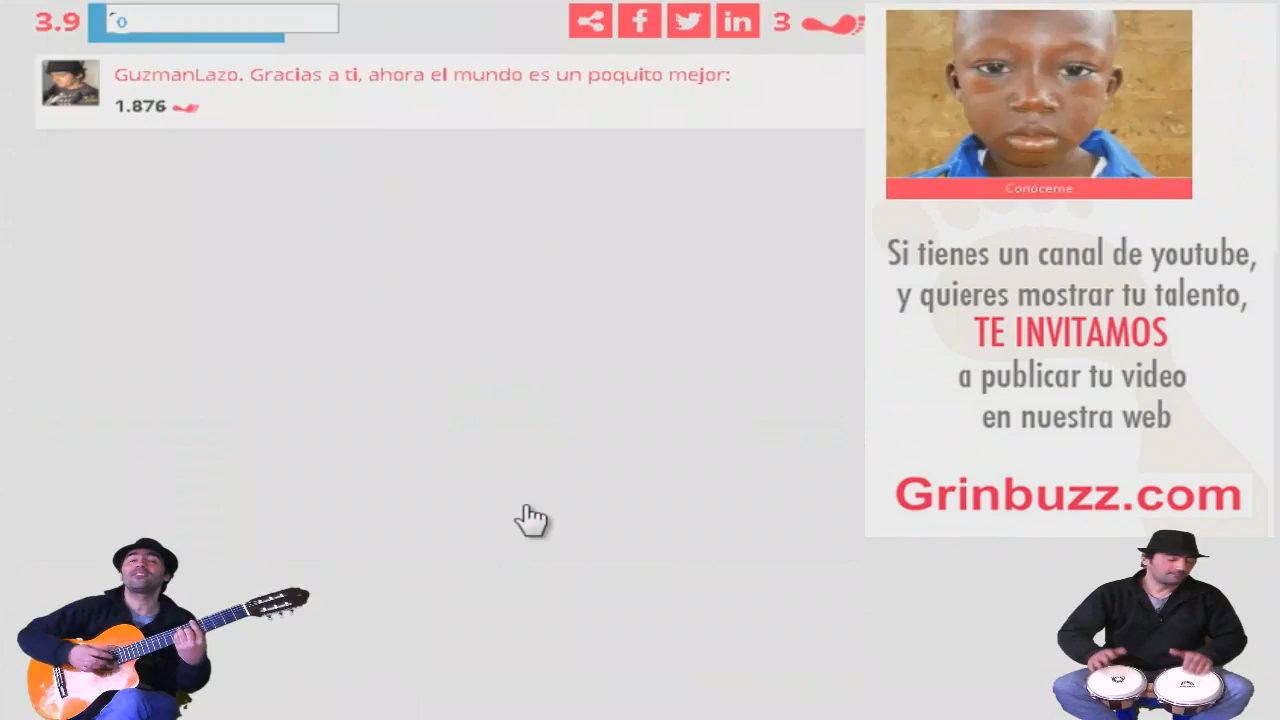 3.9
0
3
GuzmanLazo. Gracias a ti, ahora el mundo es un poquito mejor:
1.876
Conóceme
Si tienes un canal de youtube,
y quieres mostrar tu talento,
TE INVITAMOS
a publicar tu video
en nuestra web
Grinbuzz.com